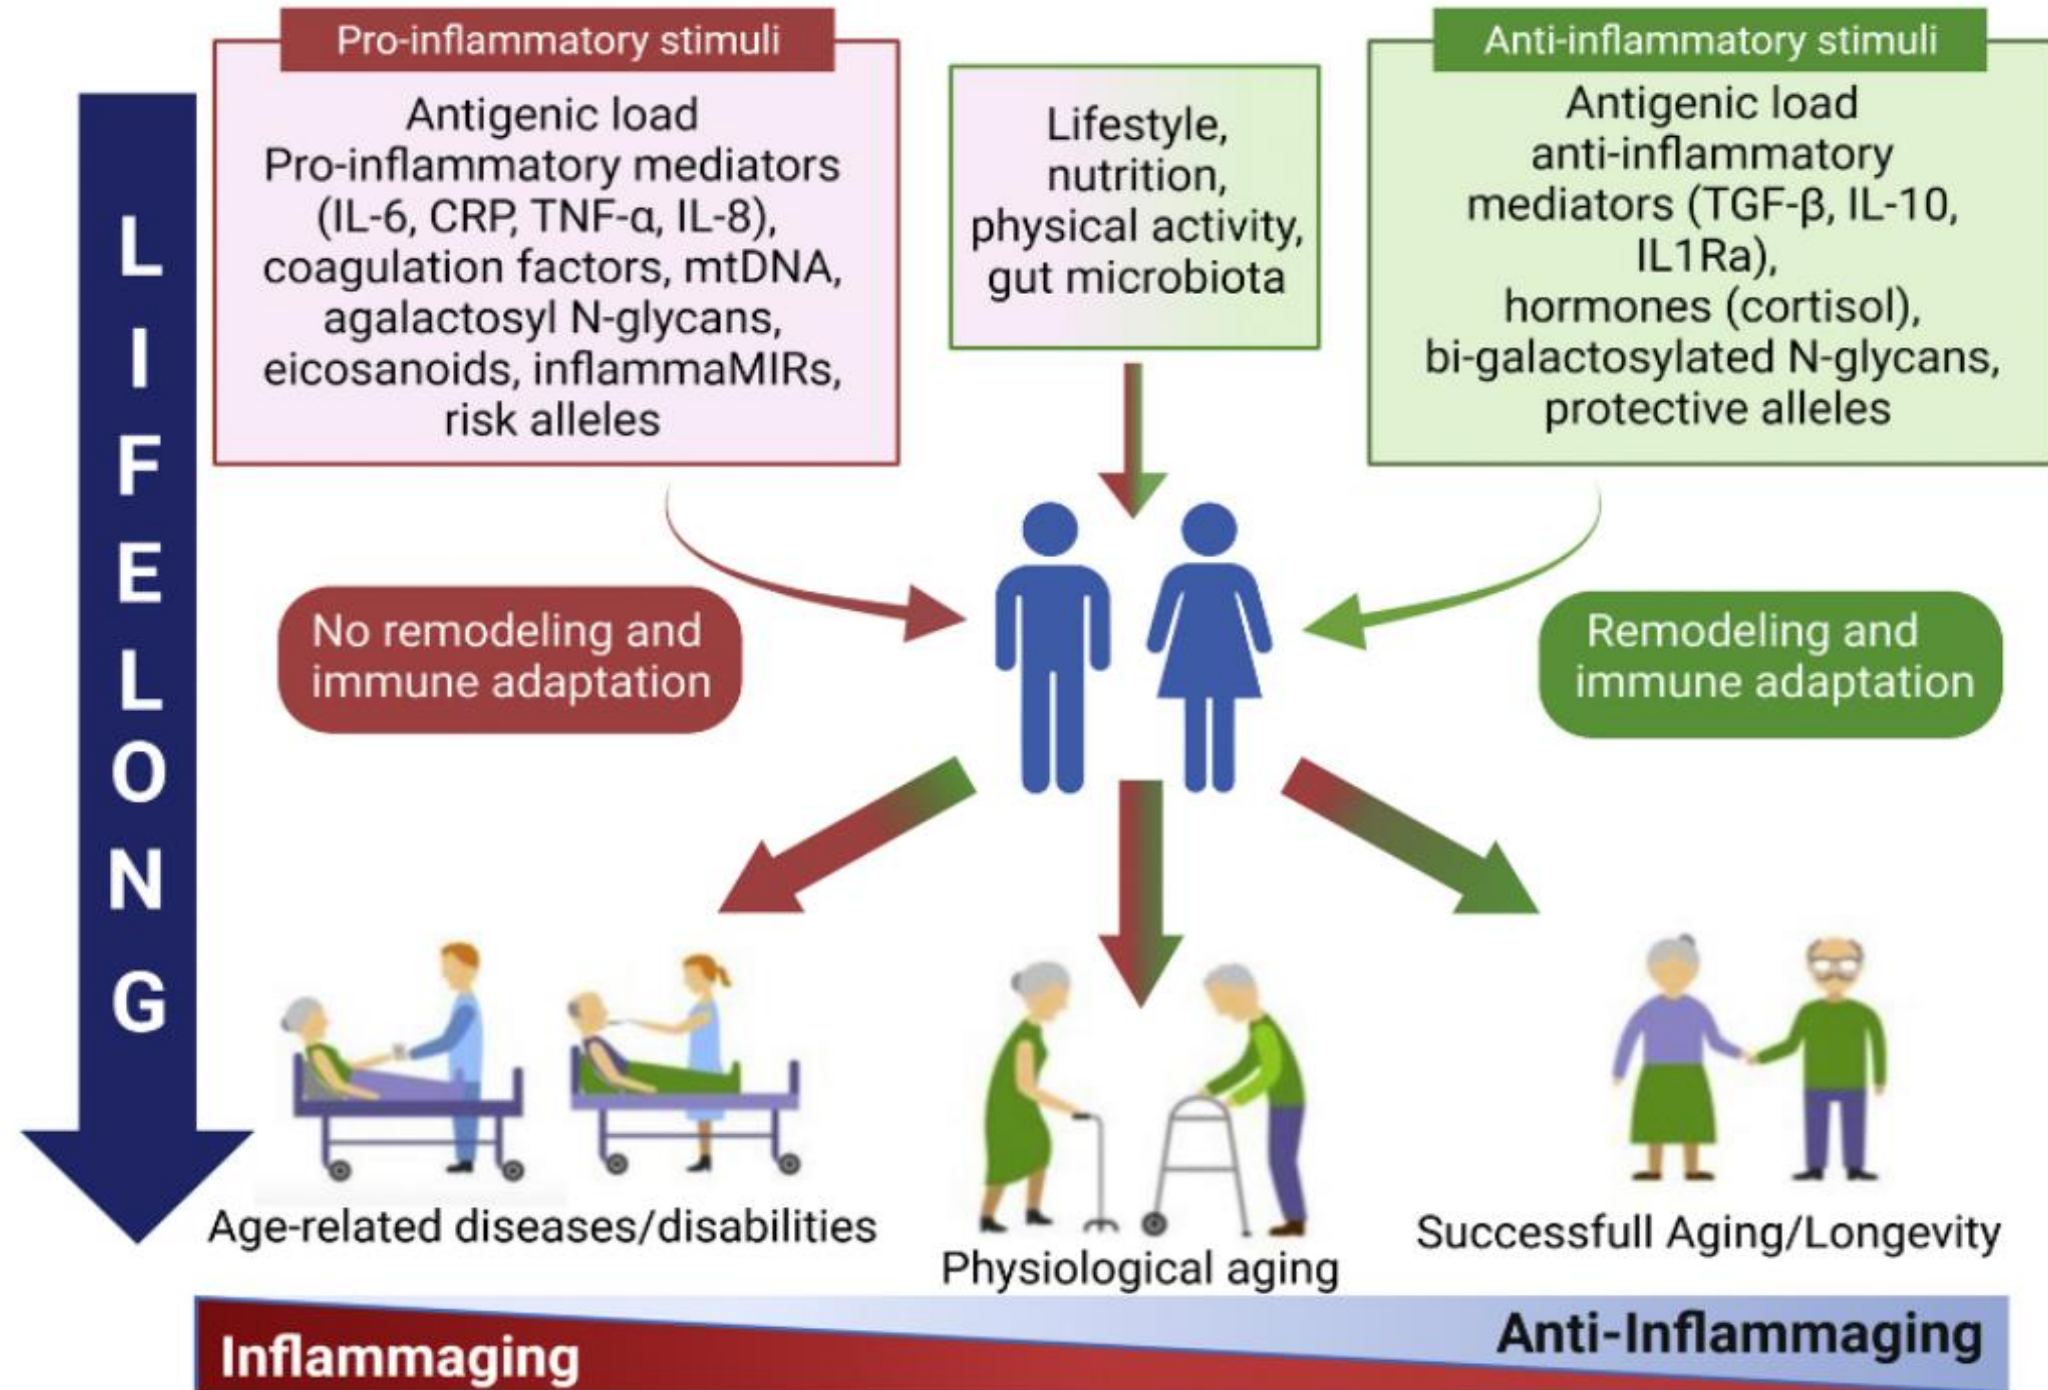 Pro-inflammatory stimuli
Antigenic load
Pro-inflammatory mediators
(IL-6, CRP, TNF-α, IL-8),
coagulation factors, mtDNA,
agalactosyl N-glycans,
eicosanoids, inflammaMIRs,
risk alleles
Lifestyle,
nutrition,
physical activity,
gut microbiota
Anti-inflammatory stimuli
Antigenic load
anti-inflammatory
mediators (TGF-β, IL-10,
IL1Ra),
hormones (cortisol),
bi-galactosylated N-glycans,
protective alleles
LIFELONG
No remodeling and
immune adaptation
Remodeling and
immune adaptation
Age-related diseases/disabilities
Physiological aging
Successfull Aging/Longevity
Inflammaging
Anti-Inflammaging